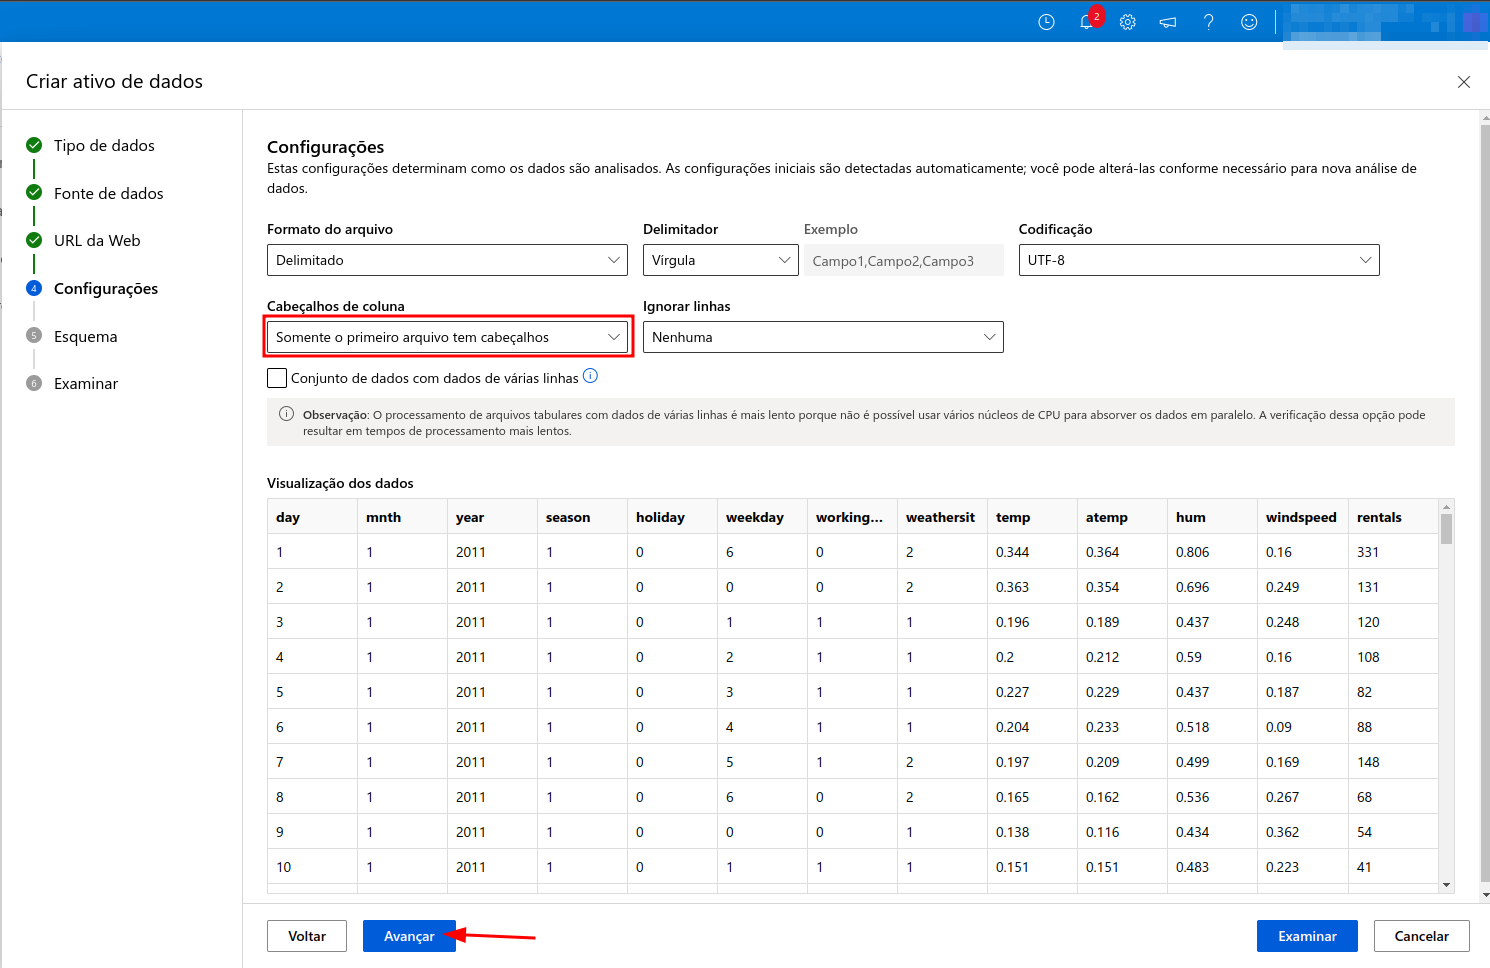 2
Criar ativo de dados
Tipo de dados
Fonte de dados
URL da Web
4 Configurações
5 Esquema
6 Examinar
Configurações
Estas configurações determinam como os dados são analisados. As configurações iniciais são detectadas automaticamente; você pode alterá-las conforme necessário para nova análise de
dados.
Formato do arquivo Delimitador Exemplo Codificação
Delimitado Vírgula Campo1,Campo2,Campo3 UTF-8
Cabeçalhos de coluna Ignorar linhas
Somente o primeiro arquivo tem cabeçalhos Nenhuma
Conjunto de dados com dados de várias linhas
Observação: O processamento de arquivos tabulares com dados de várias linhas é mais lento porque não é possível usar vários núcleos de CPU para absorver os dados em paralelo. A verificação dessa opção pode
resultar em tempos de processamento mais lentos.
Visualização dos dados
day mnth year season holiday weekday working... weathersit temp atemp hum windspeed rentals
1 1 2011 1 0 6 0 2 0.344 0.364 0.806 0.16 331
2 1 2011 1 0 0 0 2 0.363 0.354 0.696 0.249 131
3 1 2011 1 0 1 1 1 0.196 0.189 0.437 0.248 120
4 1 2011 1 0 2 1 1 0.2 0.212 0.59 0.16 108
5 1 2011 1 0 3 1 1 0.227 0.229 0.437 0.187 82
6 1 2011 1 0 4 1 1 0.204 0.233 0.518 0.09 88
7 1 2011 1 0 5 1 2 0.197 0.209 0.499 0.169 148
8 1 2011 1 0 6 0 2 0.165 0.162 0.536 0.267 68
9 1 2011 1 0 0 0 1 0.138 0.116 0.434 0.362 54
10 1 2011 1 0 1 1 1 0.151 0.151 0.483 0.223 41
Voltar Avançar Examinar Cancelar